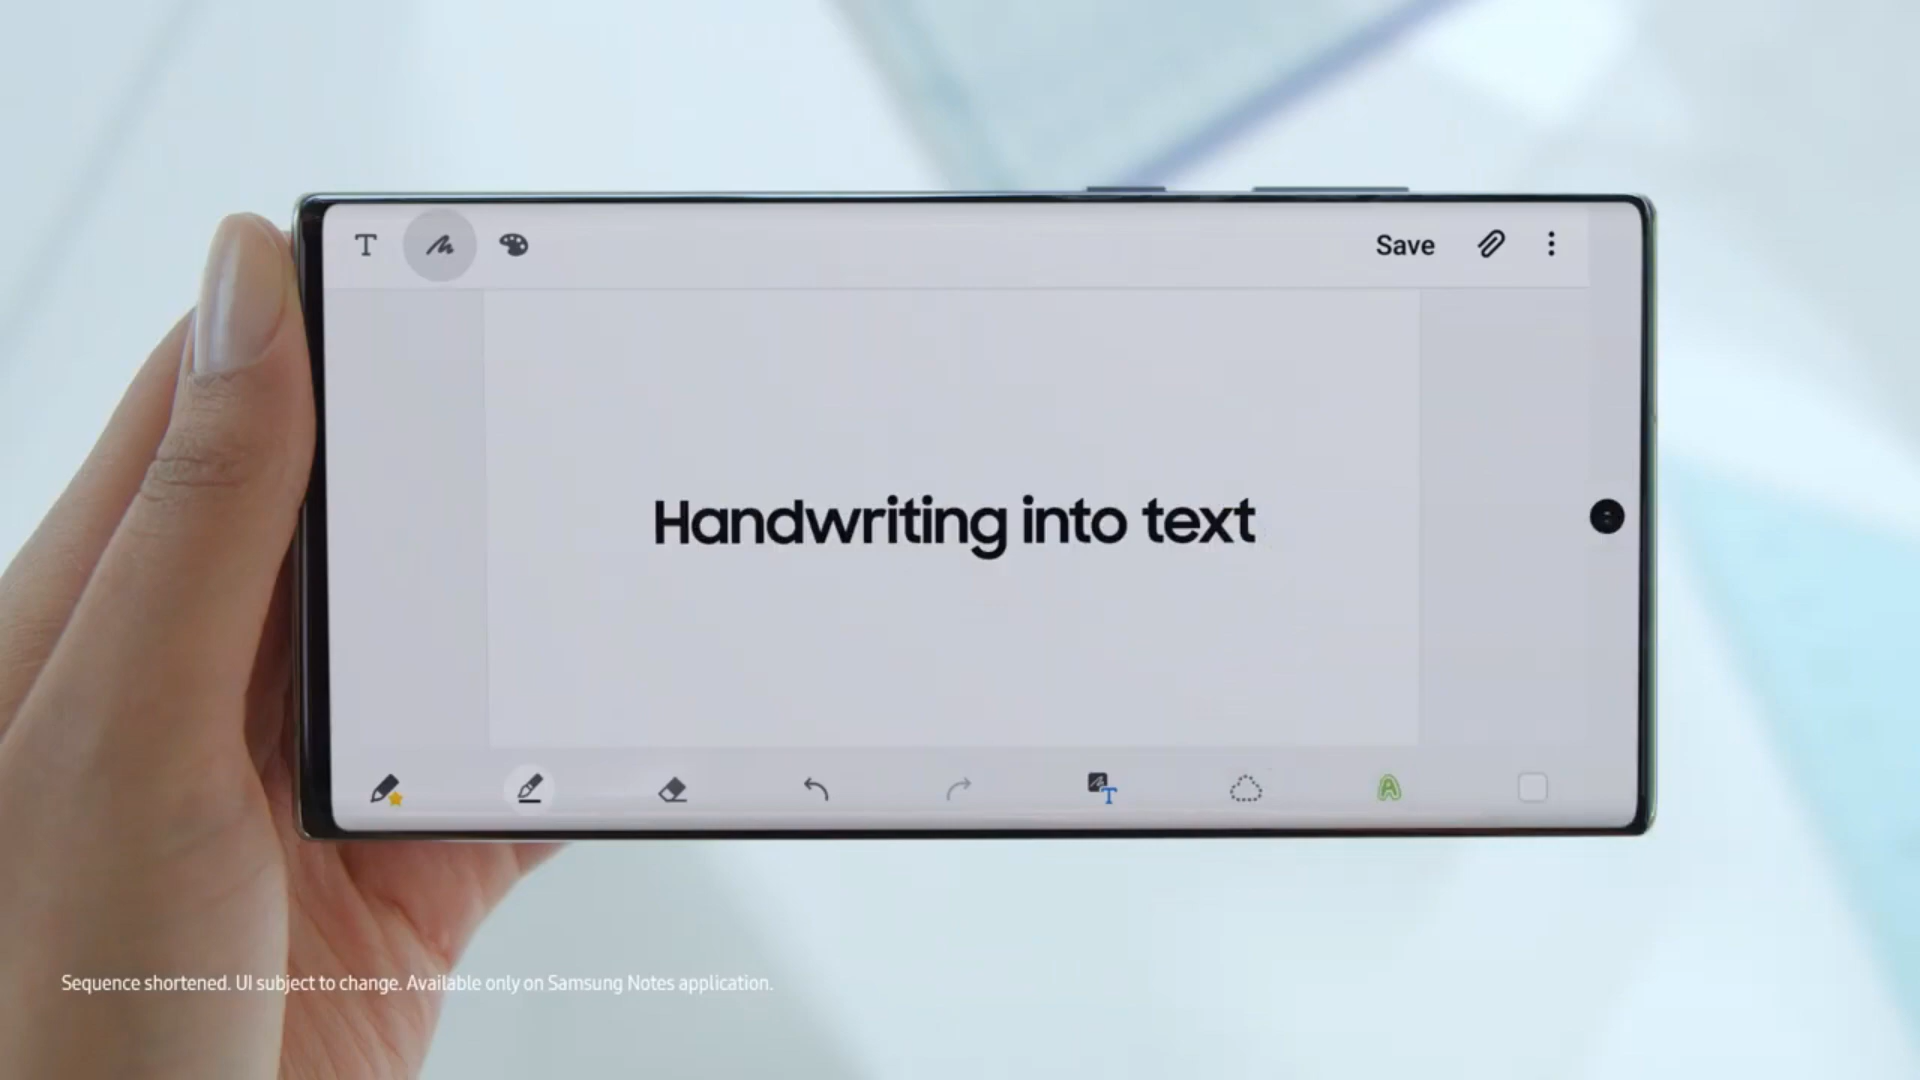 T
Save
Handwriting into text
T
A
Sequence shortened. UI subject to change. Available only on Samsung Notes application.